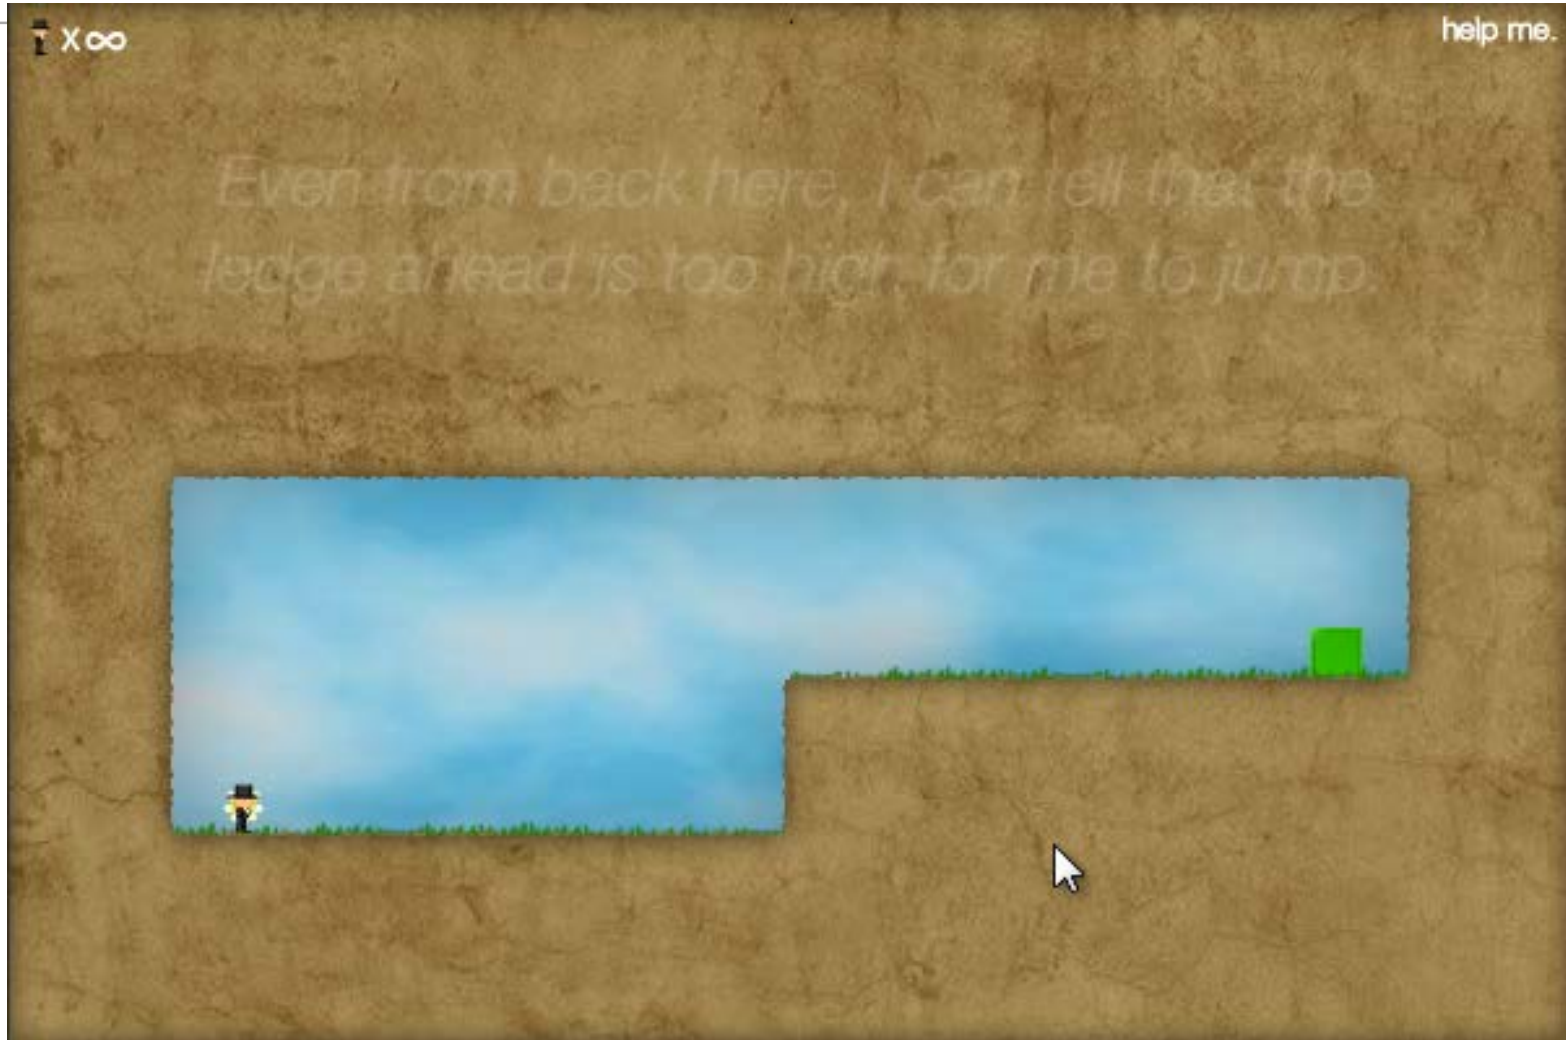 X∞
help me.
Even from back here, I can tell that the
ledge ahead is too high for me to jump.